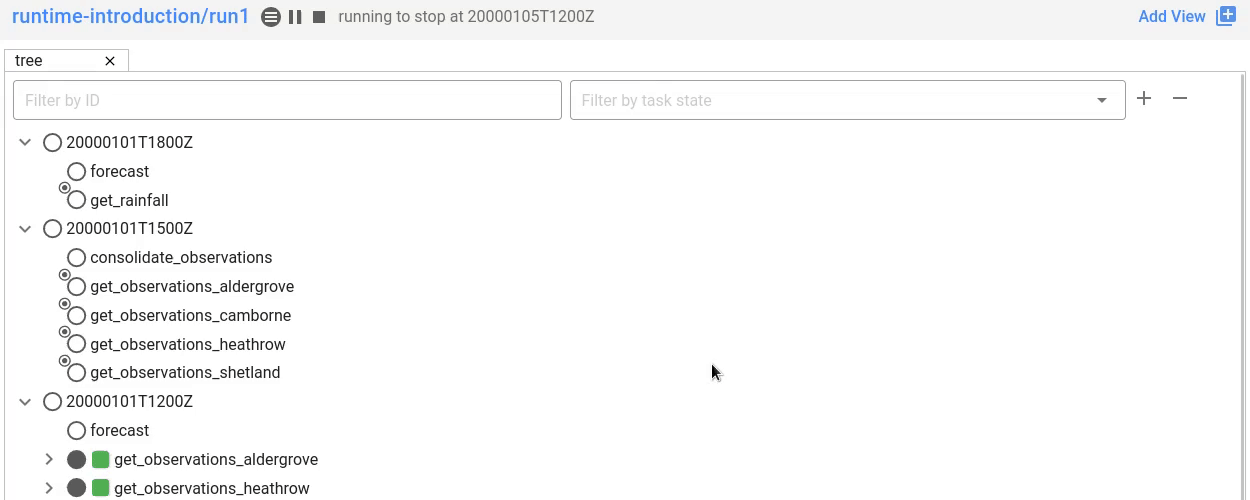 runtime-introduction/run1 running to stop at 20000105T1200Z Add View
tree
Filter by ID Filter by task state
20000101T1800Z
forecast
get_rainfall
20000101T1500Z
consolidate_observations
get_observations_aldergrove
get_observations_camborne
get_observations_heathrow
get_observations_shetland
20000101T1200Z
forecast
get_observations_aldergrove
get_observations_heathrow